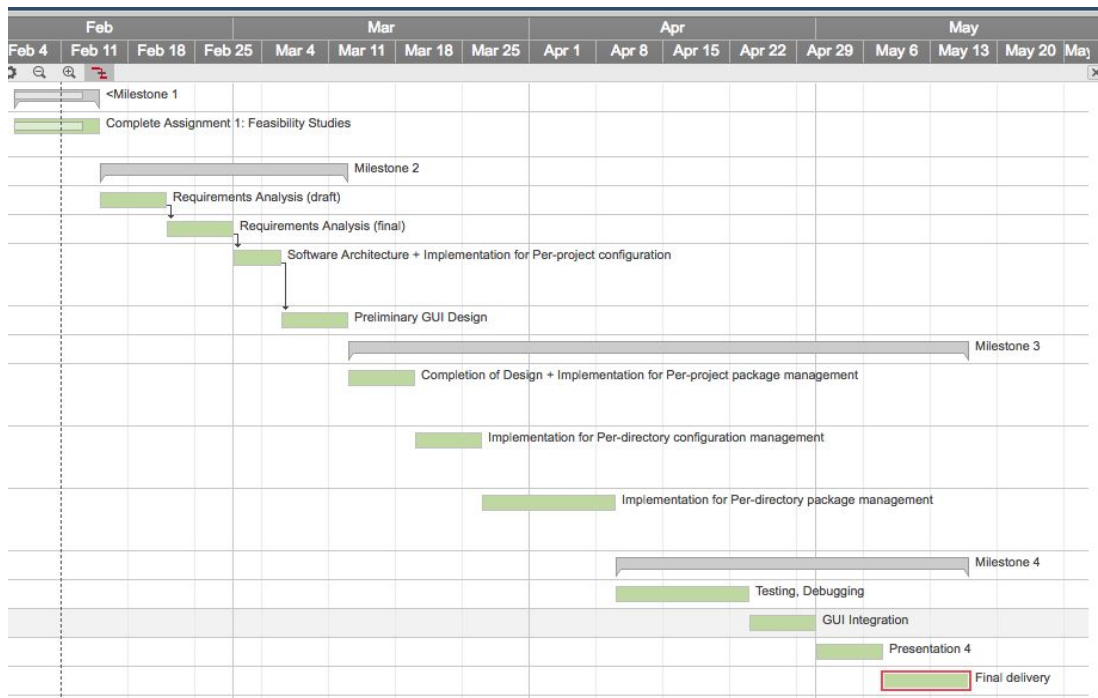 Feb Mar Apr May
Feb 4 Feb 11 Feb 18 Feb 25 Mar 4 Mar 11 Mar 18 Mar 25 Apr 1 Apr 8 Apr 15 Apr 22 Apr 29 May 6 May 13 May 20 May
<Milestone 1
Complete Assignment 1: Feasibility Studies
Milestone 2
Requirements Analysis (draft)
Requirements Analysis (final)
Software Architecture + Implementation for Per-project configuration
Preliminary GUI Design
Milestone 3
Completion of Design + Implementation for Per-project package management
Implementation for Per-directory configuration management
Implementation for Per-directory package management
Milestone 4
Testing, Debugging
GUI Integration
Presentation 4
Final delivery